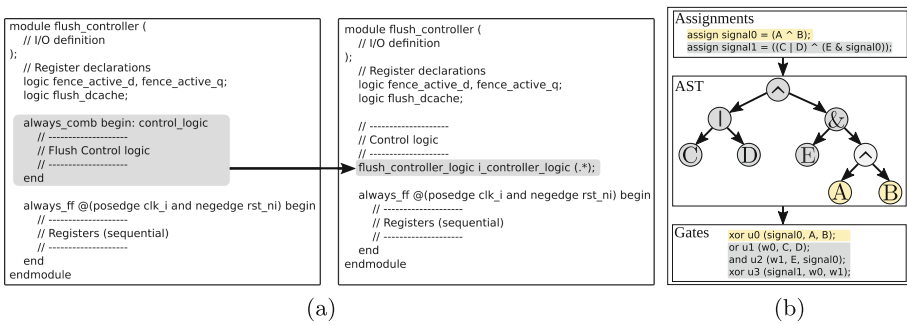 module flush_controller (
// I/O definition
);
// Register declarations
logic fence_active_d, fence_active_q;
logic flush_dcache;
always_comb begin: control_logic
// --------------------
// Flush Control logic
// --------------------
end
always_ff @(posedge clk_i and negedge rst_ni) begin
// --------------------
// Registers (sequential)
// --------------------
end
endmodule
module flush_controller (
// I/O definition
);
// Register declarations
logic fence_active_d, fence_active_q;
logic flush_dcache;
// --------------------
// Control logic
// --------------------
flush_controller_logic i_controller_logic (.*);
always_ff @(posedge clk_i and negedge rst_ni) begin
// --------------------
// Registers (sequential)
// --------------------
end
endmodule
(a)
Assignments
assign signal0 = (A ^ B);
assign signal1 = ((C | D) ^ (E & signal0));
AST
^
| &
C D E ^
A B
Gates
xor u0 (signal0, A, B);
or u1 (w0, C, D);
and u2 (w1, E, signal0);
xor u3 (signal1, w0, w1);
(b)